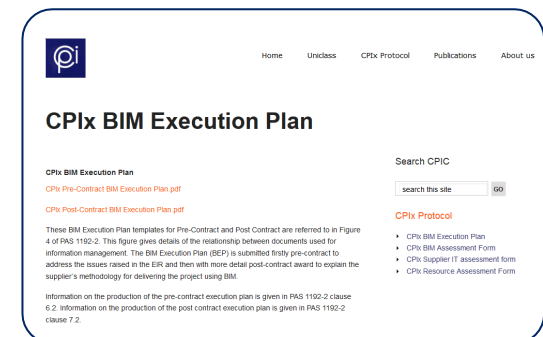 cpi
Home Uniclass CPIx Protocol Publications About us
CPIx BIM Execution Plan
CPIx BIM Execution Plan
CPIx Pre-Contract BIM Execution Plan.pdf
CPIx Post-Contract BIM Execution Plan.pdf
These BIM Execution Plan templates for Pre-Contract and Post Contract are referred to in Figure
4 of PAS 1192-2. This figure gives details of the relationship between documents used for
information management. The BIM Execution Plan (BEP) is submitted firstly pre-contract to
address the issues raised in the EIR and then with more detail post-contract award to explain the
supplier's methodology for delivering the project using BIM.
Information on the production of the pre-contract execution plan is given in PAS 1192-2 clause
6.2. Information on the production of the post contract execution plan is given in PAS 1192-2
clause 7.2.
Search CPIC
search this site GO
CPIx Protocol
CPIx BIM Execution Plan
CPIx BIM Assessment Form
CPIx Supplier IT assessment form
CPIx Resource Assessment Form